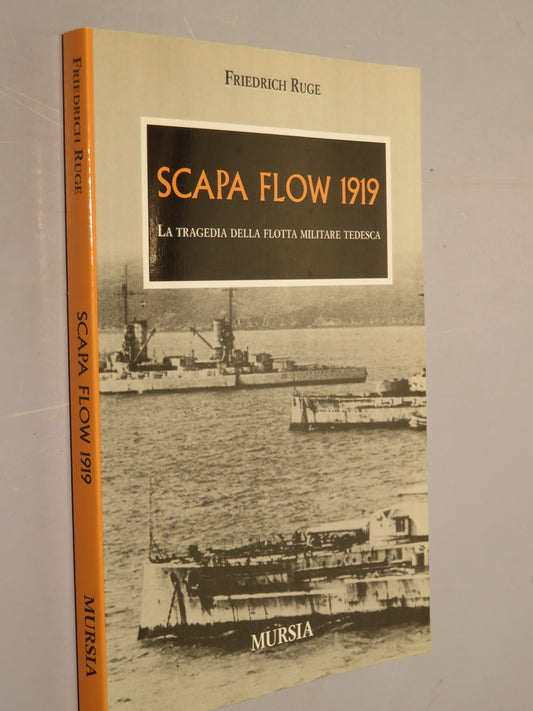 FRIEDRICH RUGE
SCAPA FLOW 1919
LA TRAGEDIA DELLA FLOTTA MILITARE TEDESCA
MURSIA
FRIEDRICH RUGE
SCAPA FLOW 1919
MURSIA